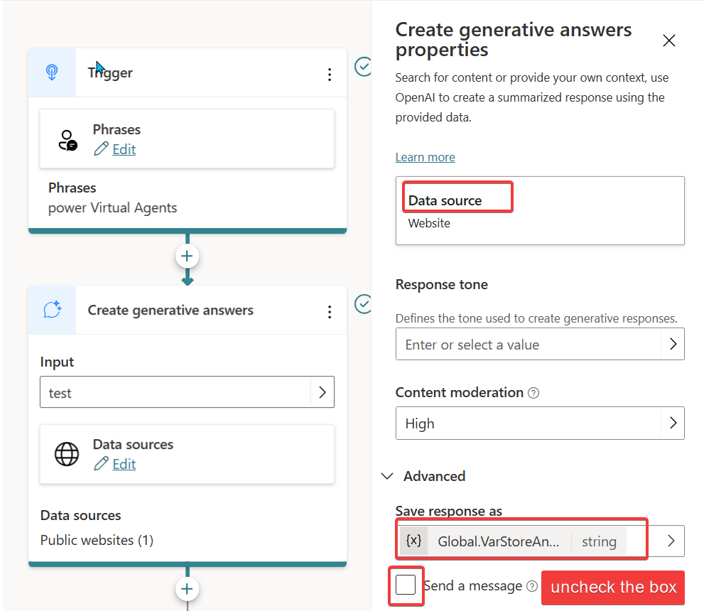 Trigger
Phrases
Edit
Phrases
power Virtual Agents
Create generative answers
Input
test
Data sources
Edit
Data sources
Public websites (1)
Create generative answers
properties
Search for content or provide your own context, use
OpenAI to create a summarized response using the
provided data.
Learn more
Data source
Website
Response tone
Defines the tone used to create generative responses.
Enter or select a value
Content moderation
High
Advanced
Save response as
{x} Global.VarStoreAn... string
Send a message
uncheck the box